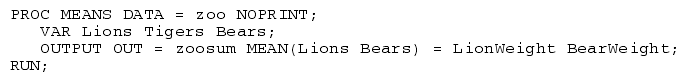 PROC MEANS DATA = zoo NOPRINT;
VAR Lions Tigers Bears;
OUTPUT OUT = zoosum MEAN(Lions Bears) = LionWeight BearWeight;
RUN;